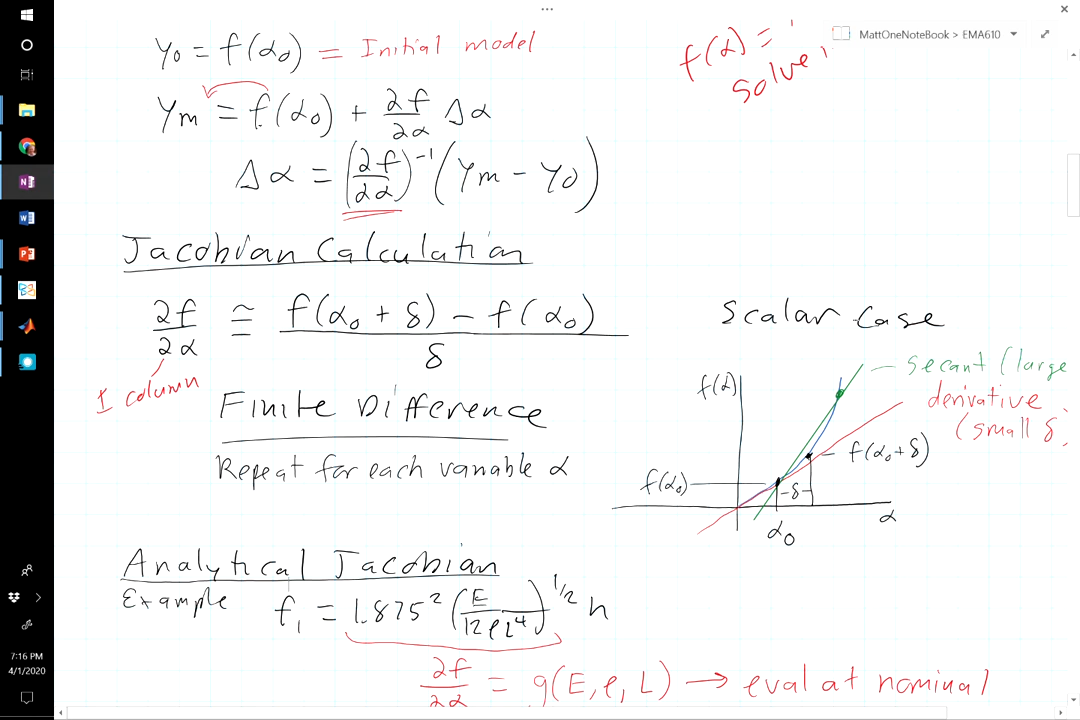 MattOneNoteBook > EMA610
y₀ = f(α₀) = Initial model
f(α) =
solve
yₘ = f(α₀) + ∂f/∂α Δα
Δα = (∂f/∂α)⁻¹ (yₘ − y₀)
Jacobian Calculation
∂f/∂α ≅ (f(α₀ + δ) − f(α₀))/δ
1 column
Finite Difference
Repeat for each variable α
Scalar case
secant (large
derivative
(small δ)
f(α)
f(α₀+δ)
f(α₀)
δ
α
α₀
Analytical Jacobian
Example f₁ = 1.875² (E/12ρL⁴)^1/2 h
∂f/∂α = g(E, ρ, L) → eval at nominal
7:16 PM
4/1/2020